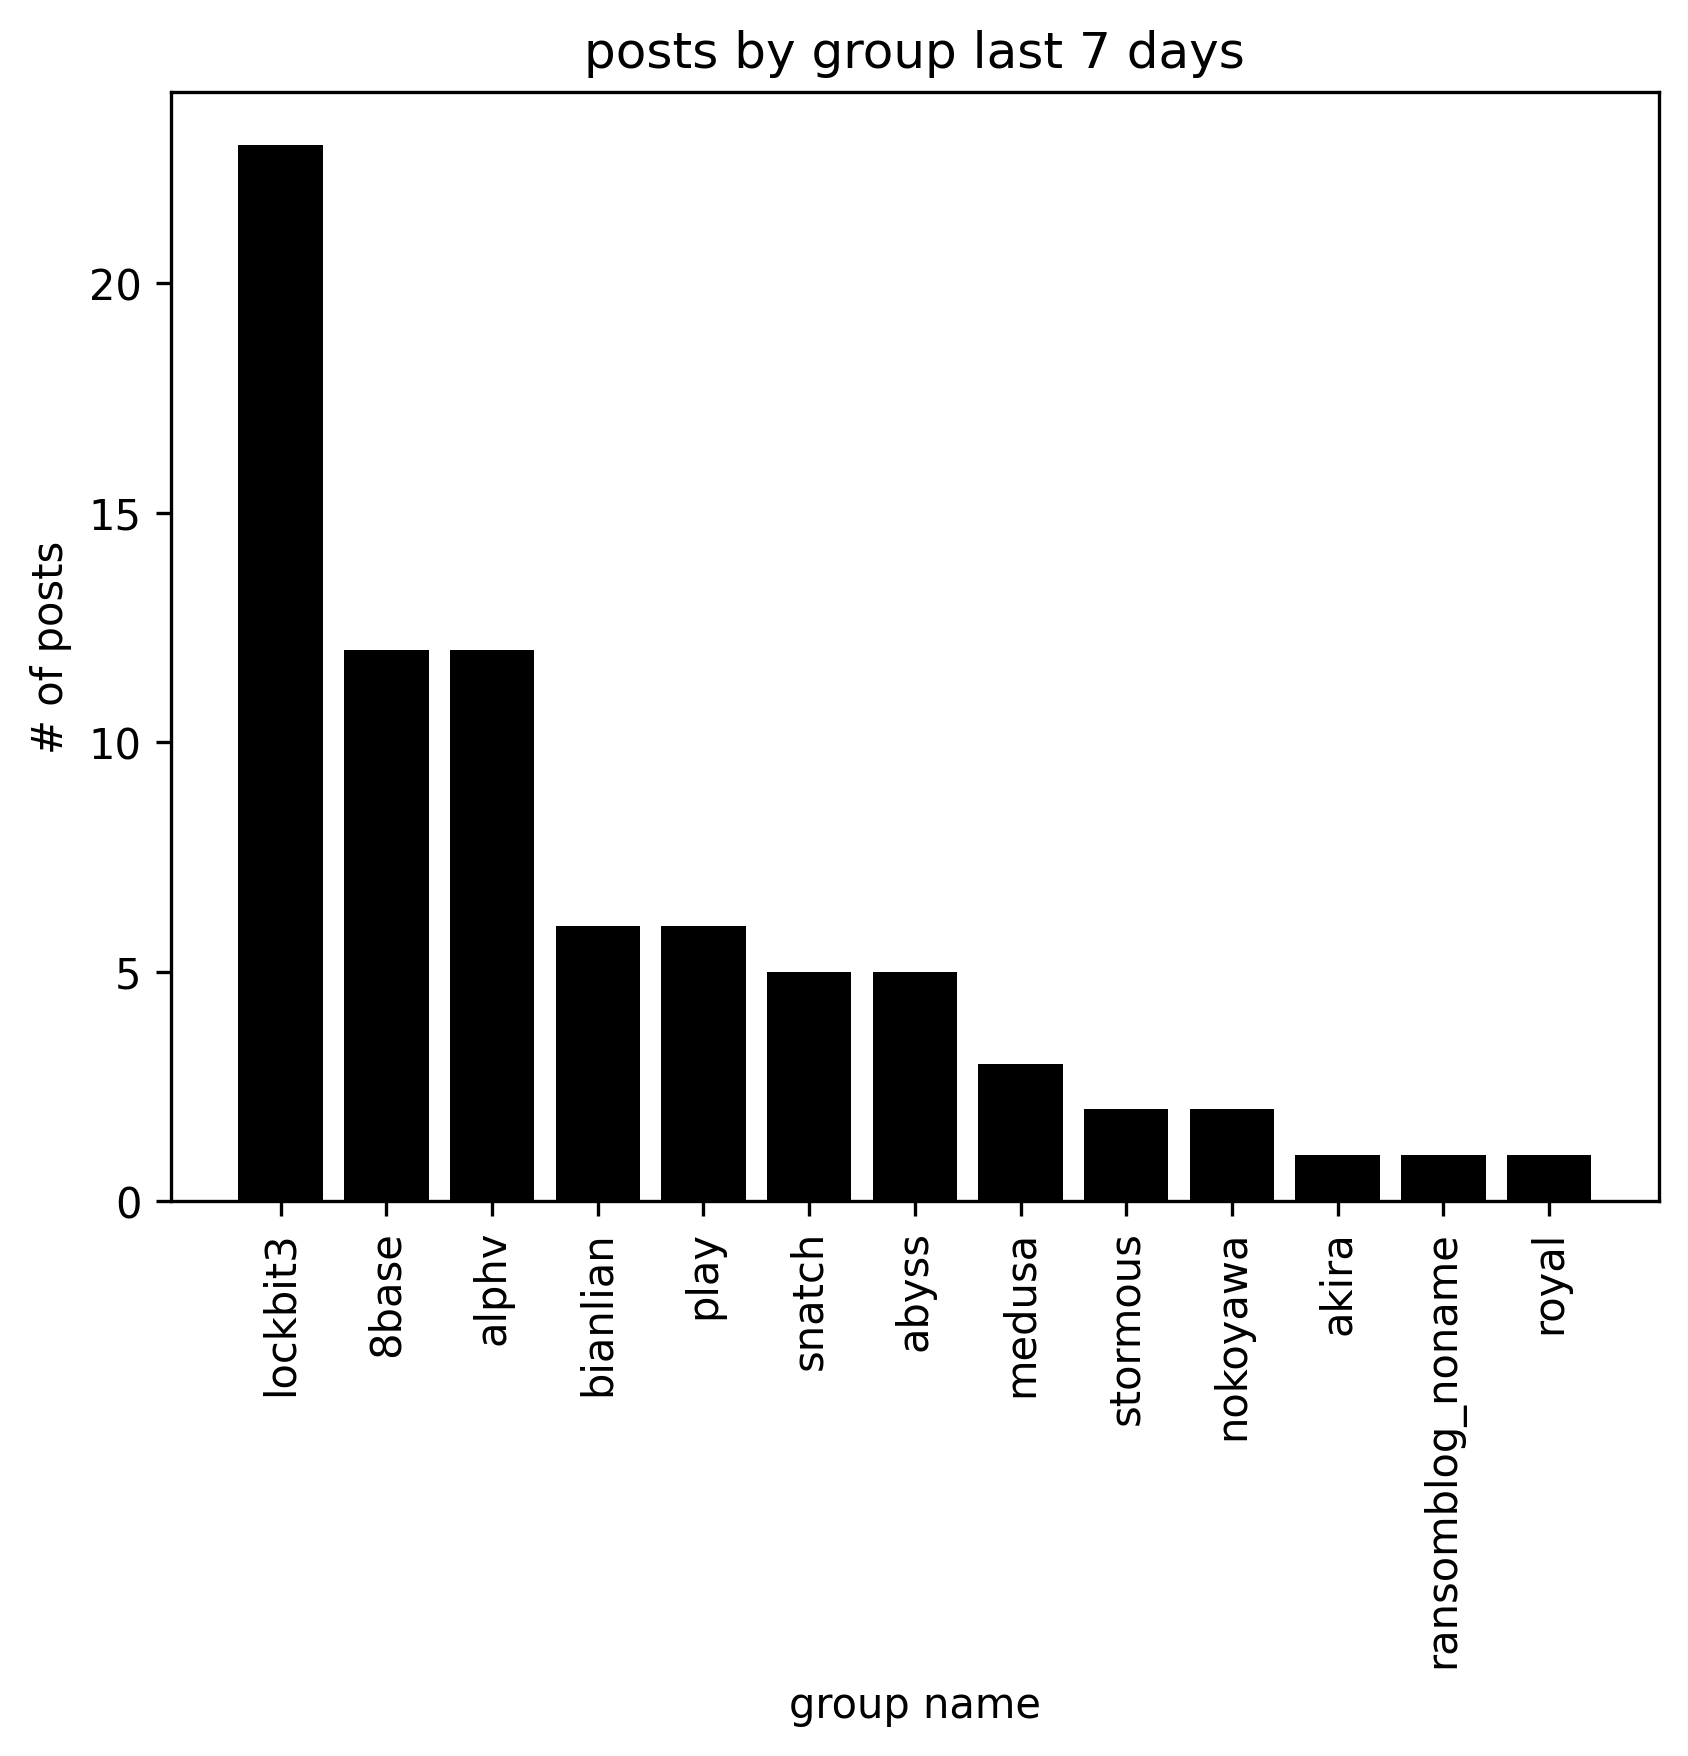 posts by group last 7 days
# of posts
20
15
10
5
0
lockbit3
8base
alphv
bianlian
play
snatch
abyss
medusa
stormous
nokoyawa
akira
ransomblog_noname
royal
group name